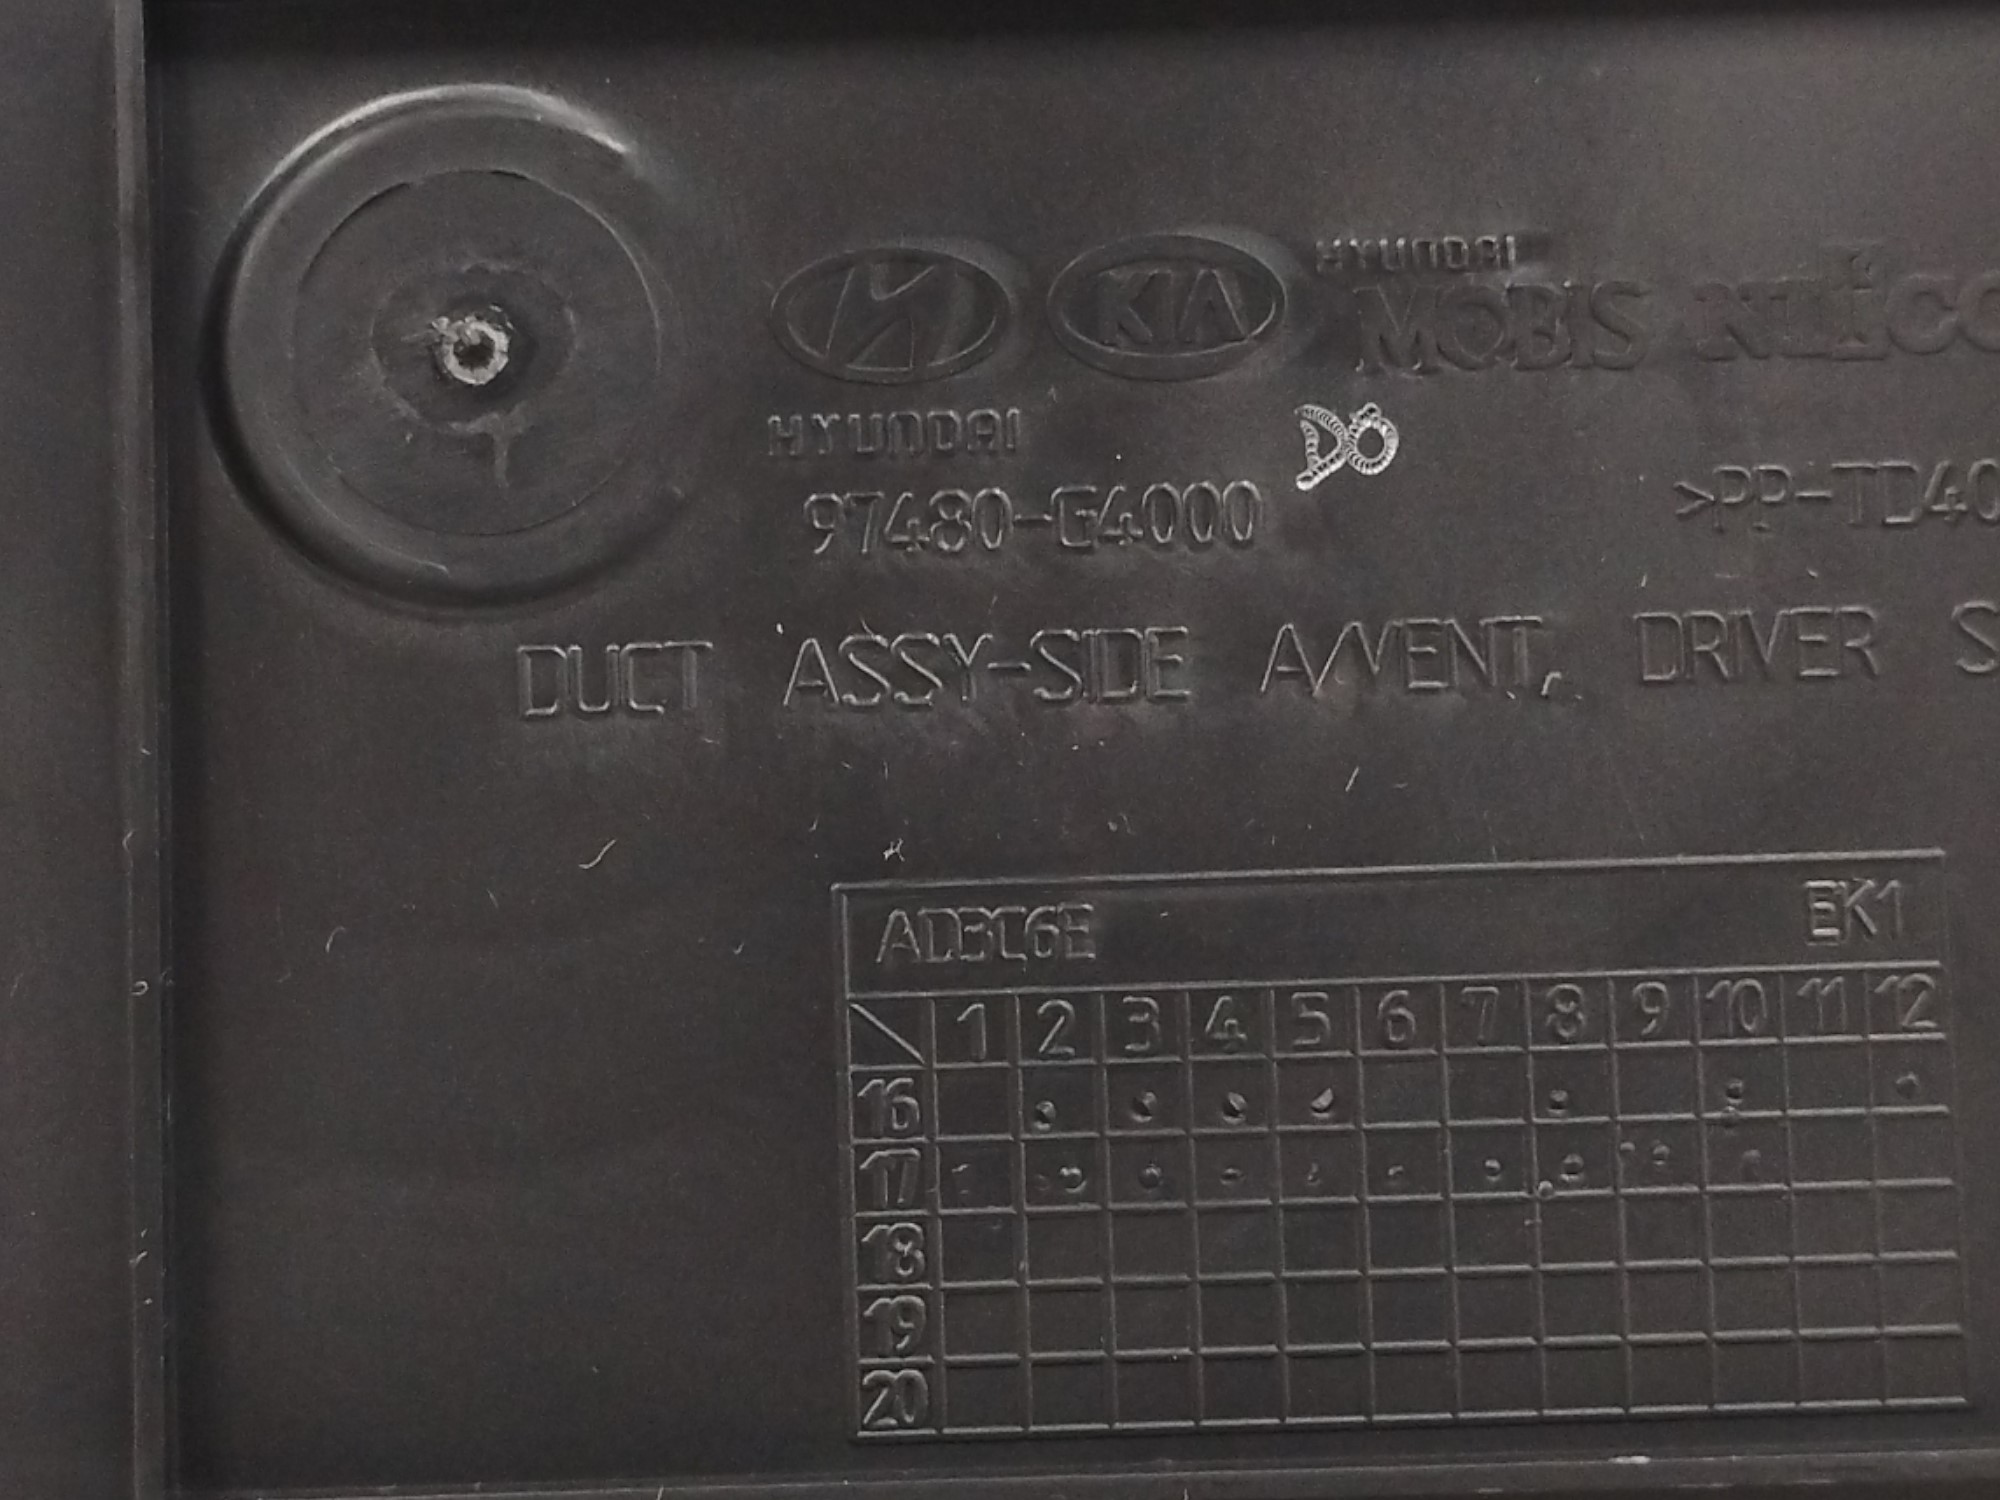 KIA HYUNDAI
MOBIS
HYUNDAI
97480-G4000
>PP-TD40
DUCT ASSY-SIDE A/VENT, DRIVER S
EK1
1 2 3 4 5 6 7 8 9 10 11 12
16
17
18
19
20